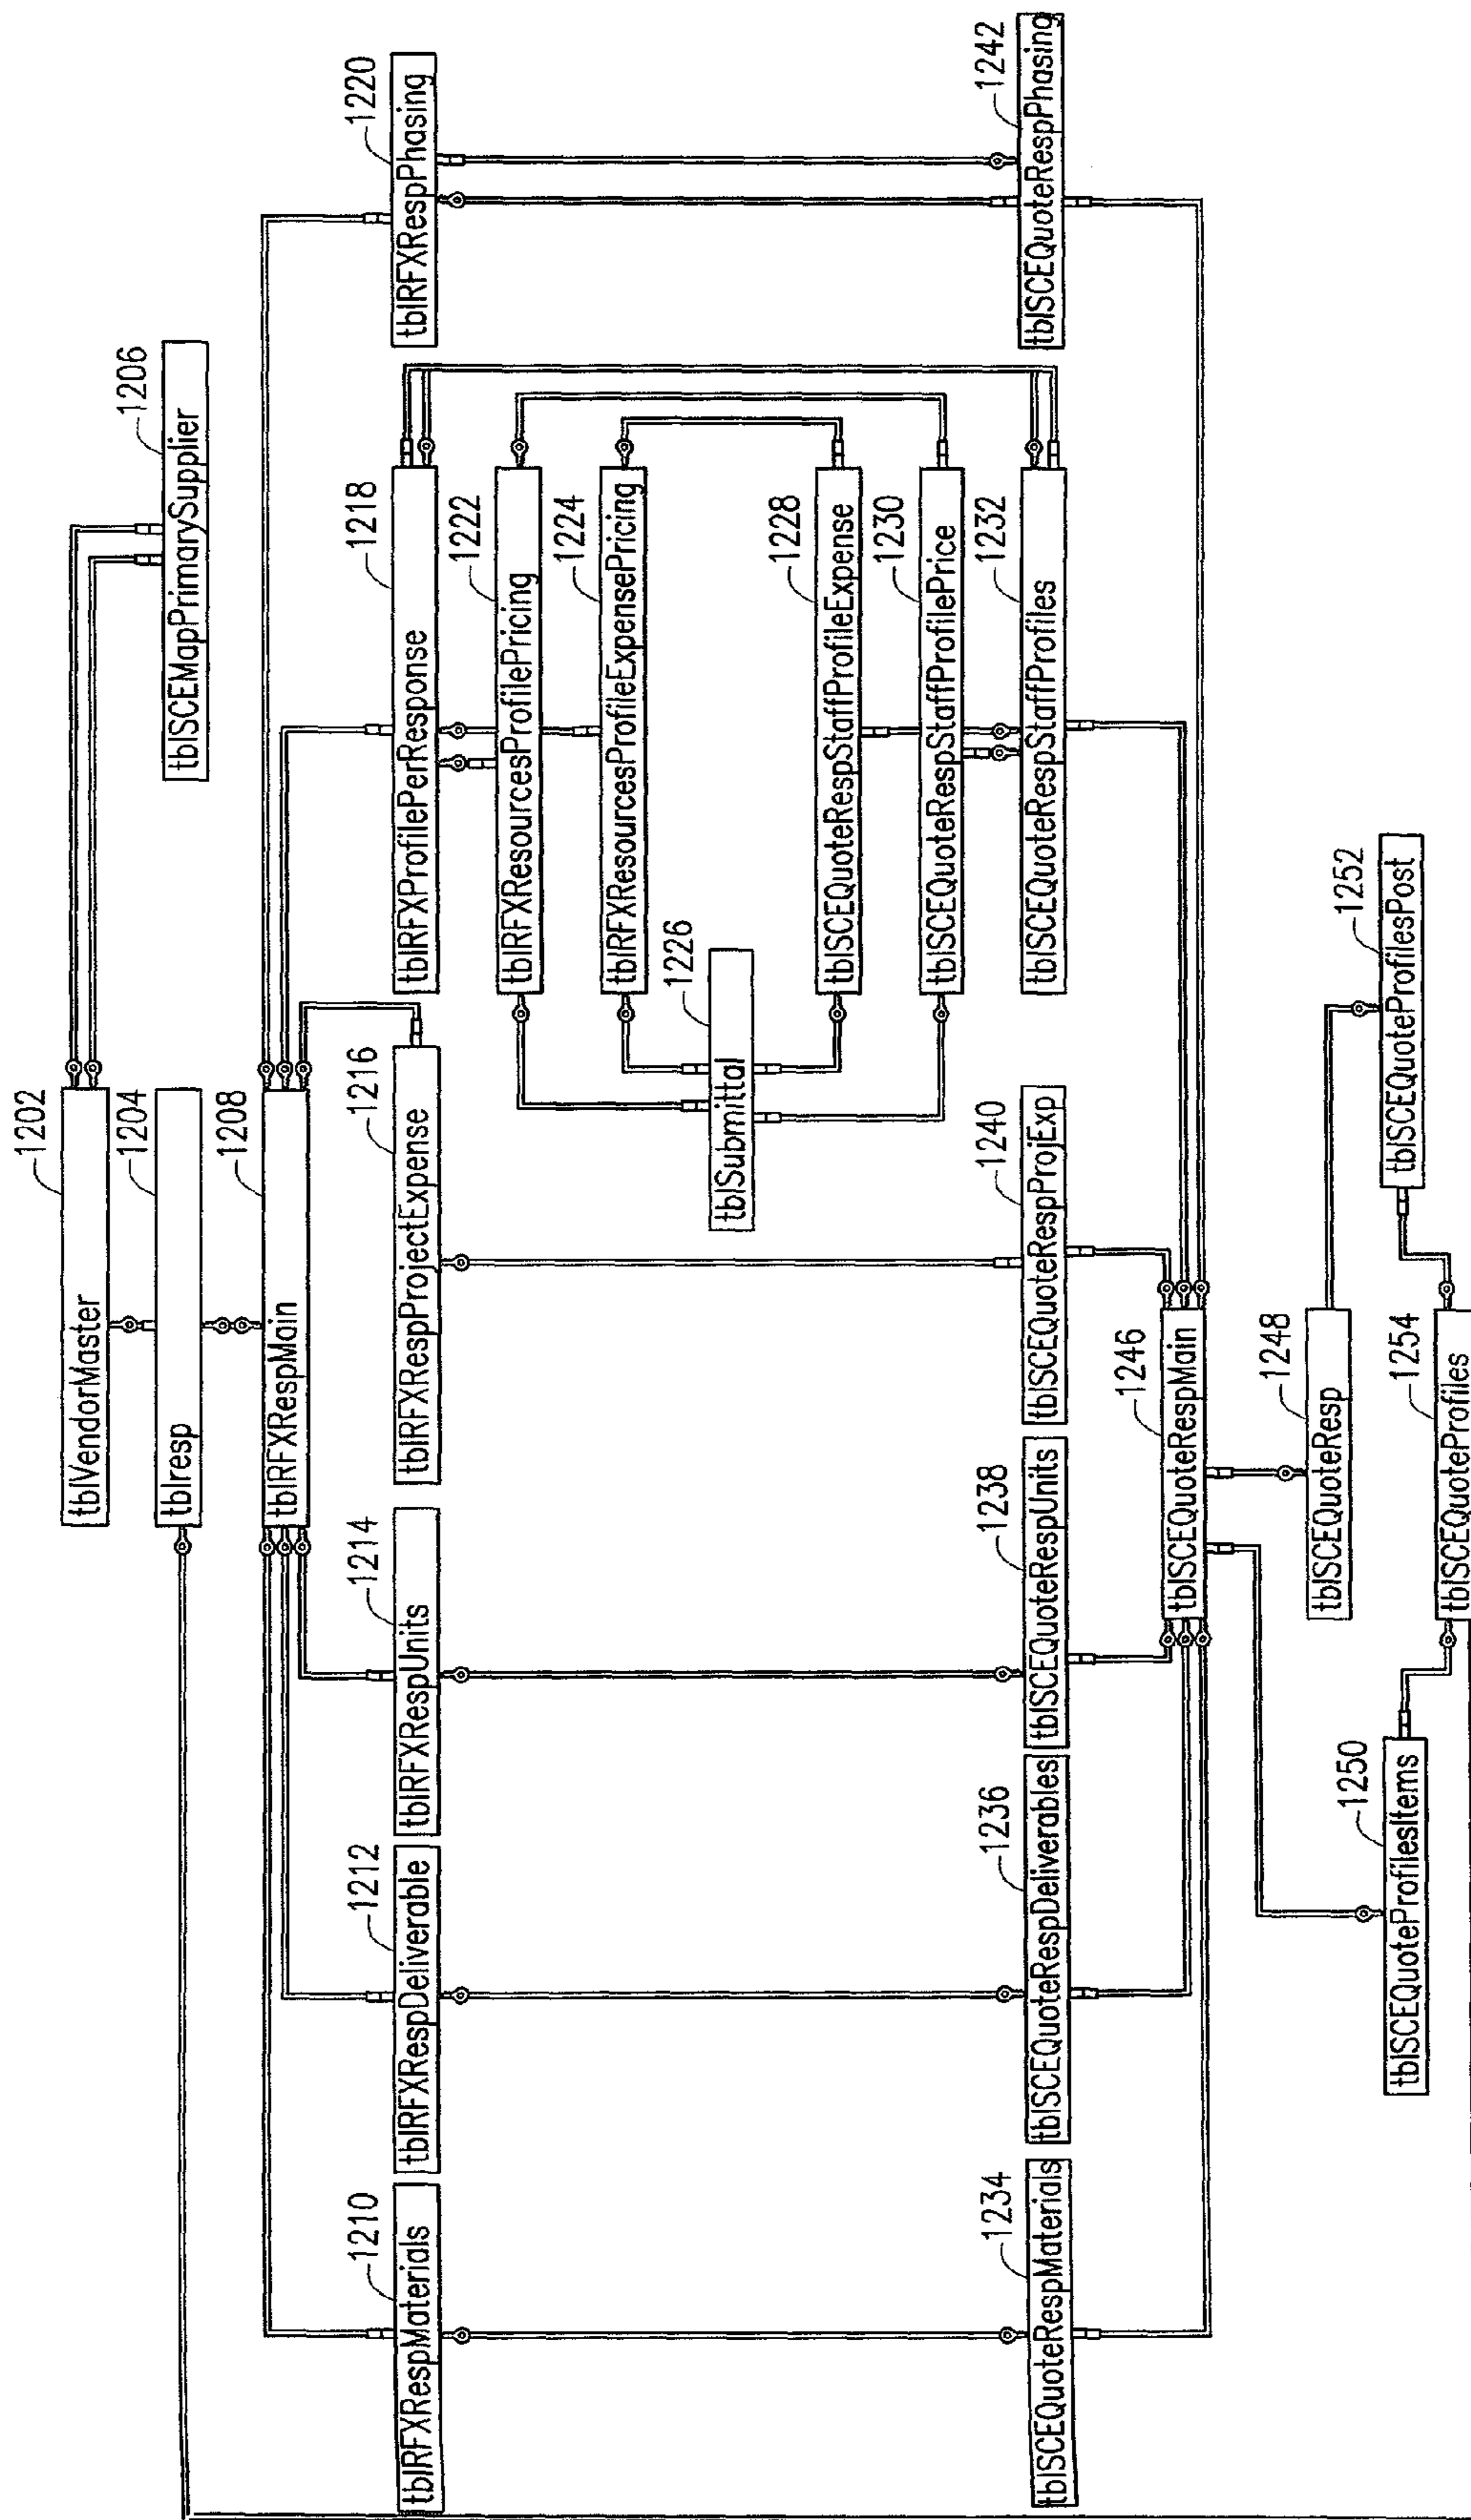 1202
tblVendorMaster
1204
tblresp
1206
tblSCEMapPrimarySupplier
1208
tblRFXRespMain
1210
tblRFXRespMaterials
1212
tblRFXRespDeliverable
1214
tblRFXRespUnits
1216
tblRFXRespProjectExpense
1218
tblRFXProfilePerResponse
1220
tblRFXRespPhasing
1222
tblRFXResourcesProfilePricing
1224
tblRFXResourcesProfileExpensePricing
1226
tblSubmittal
1228
tblSCEQuoteRespStaffProfileExpense
1230
tblSCEQuoteRespStaffProfilePrice
1232
tblSCEQuoteRespStaffProfiles
1234
tblSCEQuoteRespMaterials
1236
tblSCEQuoteRespDeliverables
1238
tblSCEQuoteRespUnits
1240
tblSCEQuoteRespProjExp
1242
tblSCEQuoteRespPhasing
1246
tblSCEQuoteRespMain
1248
tblSCEQuoteResp
1250
tblSCEQuoteProfilesItems
1252
tblSCEQuoteProfilesPost
1254
tblSCEQuoteProfiles